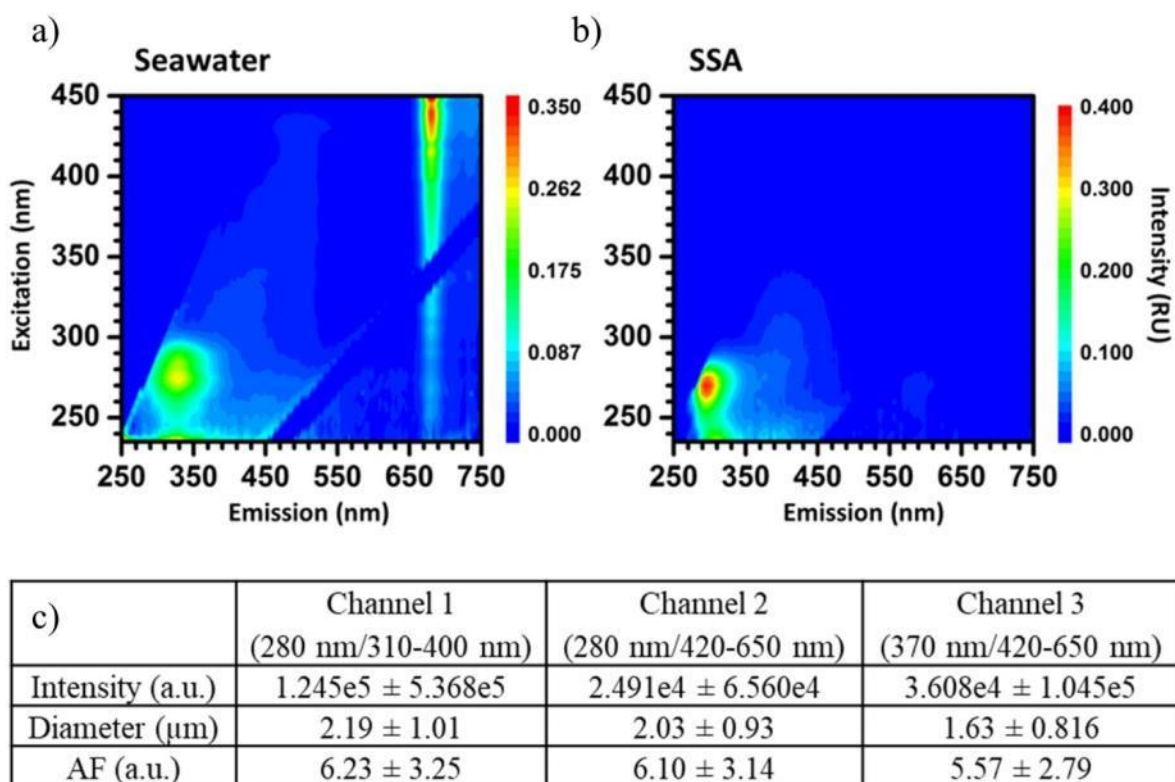 a)
Seawater
450
400
350
300
250
Excitation (nm)
250 350 450 550 650 750
Emission (nm)
0.350
0.262
0.175
0.087
0.000
b)
SSA
450
400
350
300
250
250 350 450 550 650 750
Emission (nm)
0.400
0.300
0.200
0.100
0.000
Intensity (RU)
c)
Channel 1 Channel 2 Channel 3
(280 nm/310-400 nm) (280 nm/420-650 nm) (370 nm/420-650 nm)
Intensity (a.u.) 1.245e5 ± 5.368e5 2.491e4 ± 6.560e4 3.608e4 ± 1.045e5
Diameter (μm) 2.19 ± 1.01 2.03 ± 0.93 1.63 ± 0.816
AF (a.u.) 6.23 ± 3.25 6.10 ± 3.14 5.57 ± 2.79